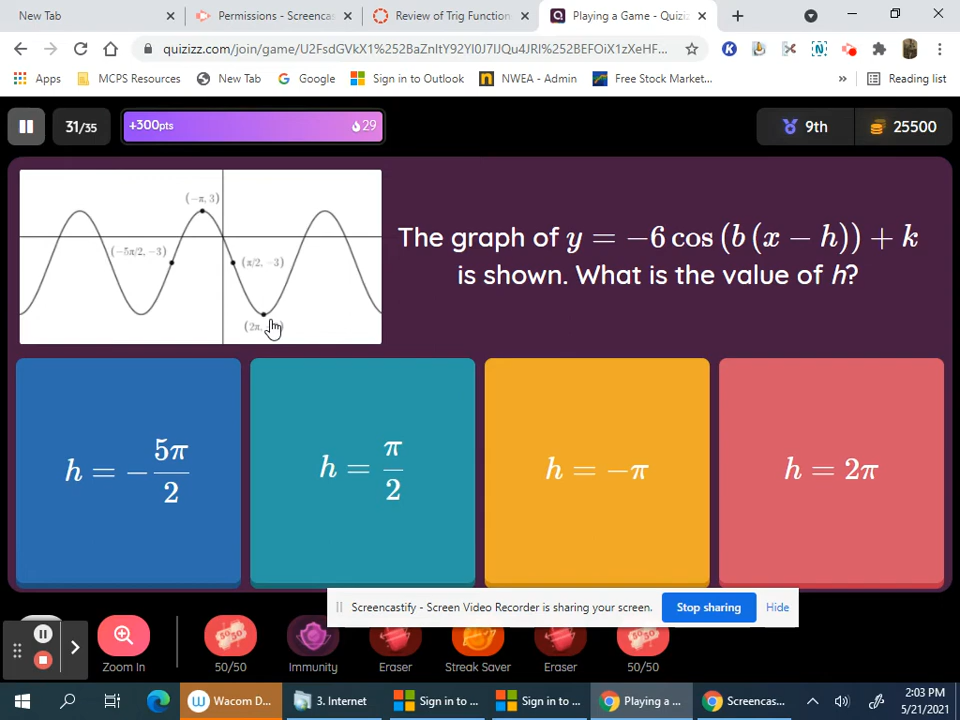 New Tab
Permissions - Screencas
Review of Trig Function
Playing a Game - Quiziz
quizizz.com/join/game/U2FsdGVkX1%252BaZnltY92YI0J7lJQu4JRl%252BEFOiX1zXeHF...
Apps
MCPS Resources
New Tab
Google
Sign in to Outlook
NWEA - Admin
Free Stock Market...
»
Reading list
31/35
+300pts
29
9th
25500
(−π, 3)
(−5π/2, −3)
(π/2, −3)
(2π,
The graph of y = −6 cos (b (x − h)) + k
is shown. What is the value of h?
h = −5π/2
h = π/2
h = −π
h = 2π
Screencastify - Screen Video Recorder is sharing your screen.
Stop sharing
Hide
Zoom In
50/50
Immunity
Eraser
Streak Saver
Eraser
50/50
Wacom D...
3. Internet
Sign in to ...
Sign in to ...
Playing a ...
Screencas...
2:03 PM
5/21/2021